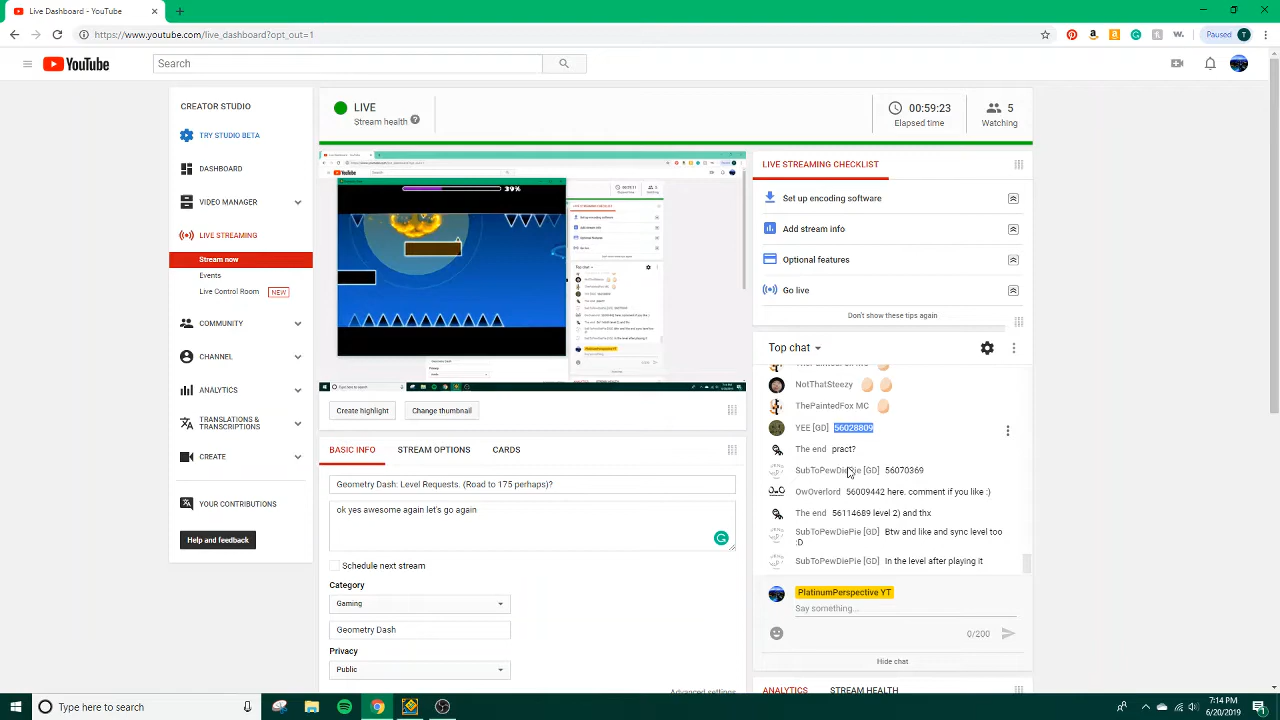 Live Dashboard - YouTube
https://www.youtube.com/live_dashboard?opt_out=1
Paused
T
YouTube
Search
CREATOR STUDIO
TRY STUDIO BETA
DASHBOARD
VIDEO MANAGER
LIVE STREAMING
Stream now
Events
Live Control Room NEW
COMMUNITY
CHANNEL
ANALYTICS
TRANSLATIONS &
TRANSCRIPTIONS
CREATE
YOUR CONTRIBUTIONS
Help and feedback
LIVE
Stream health
00:59:23
Elapsed time
5
Watching
39%
Create highlight
Change thumbnail
BASIC INFO
STREAM OPTIONS
CARDS
Geometry Dash: Level Requests. (Road to 175 perhaps)?
ok yes awesome again let's go again
Schedule next stream
Category
Gaming
Geometry Dash
Privacy
Public
Advanced settings
LIVE STREAMING CHECKLIST
Set up encoding software
Add stream info
Optional features
Go live
Don't show these tips again
Top chat
ThePaintedFox MC
NotThatSteezy
ThePaintedFox MC
YEE [GD] 56028809
The end pract?
SubToPewDiePie [GD] 56070369
OwOverlord 56009442 here. comment if you like :)
The end 56114689 level 2) and thx
SubToPewDiePie [GD] Btw and like and sync level too
:D
SubToPewDiePie [GD] In the level after playing it
PlatinumPerspective YT
Say something...
0/200
Hide chat
ANALYTICS
STREAM HEALTH
Type here to search
7:14 PM
6/20/2019